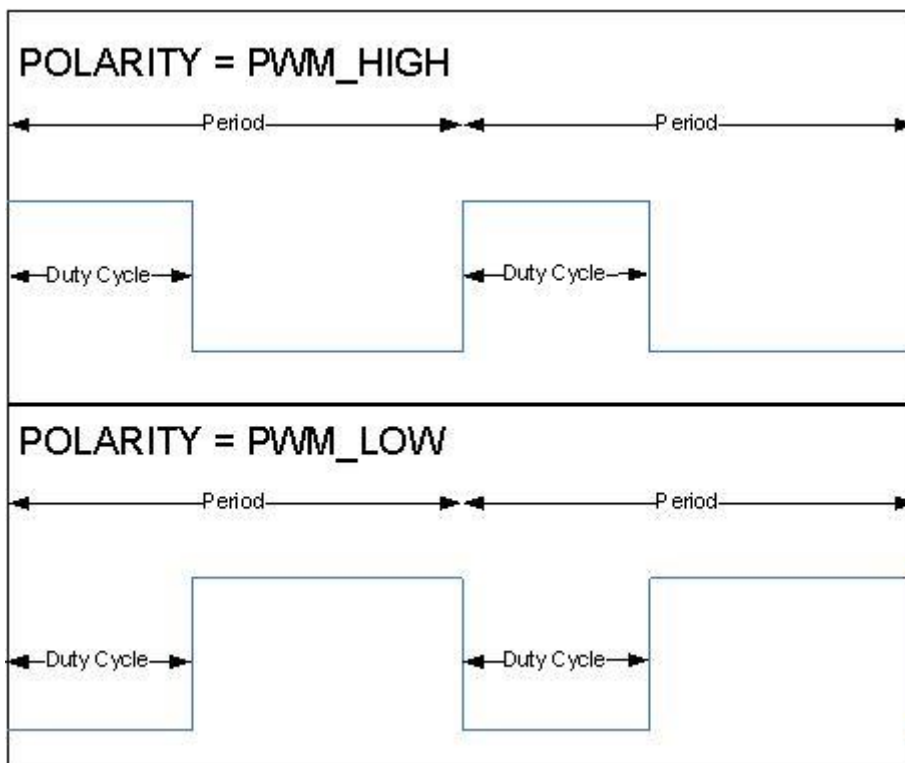 POLARITY = PWM_HIGH
Period Period
Duty Cycle Duty Cycle
POLARITY = PWM_LOW
Period Period
Duty Cycle Duty Cycle